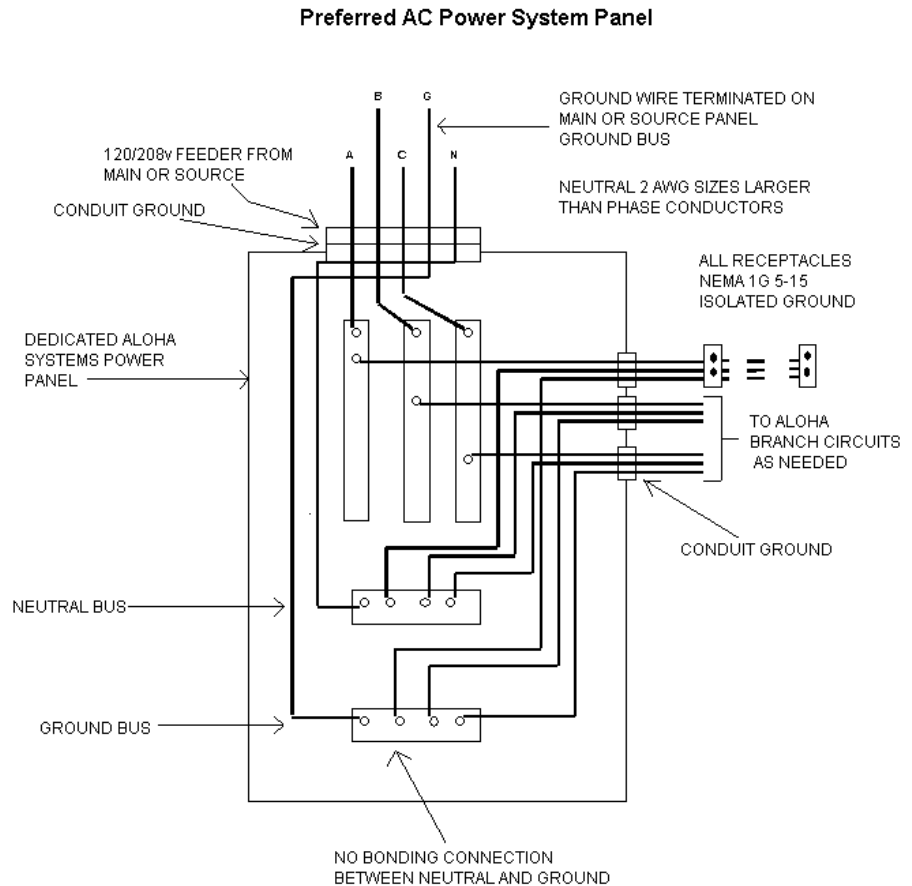 Preferred AC Power System Panel
B
G
GROUND WIRE TERMINATED ON
MAIN OR SOURCE PANEL
GROUND BUS
A
C
N
120/208v FEEDER FROM
MAIN OR SOURCE
NEUTRAL 2 AWG SIZES LARGER
THAN PHASE CONDUCTORS
CONDUIT GROUND
ALL RECEPTACLES
NEMA 1G 5-15
ISOLATED GROUND
DEDICATED ALOHA
SYSTEMS POWER
PANEL
TO ALOHA
BRANCH CIRCUITS
AS NEEDED
CONDUIT GROUND
NEUTRAL BUS
GROUND BUS
NO BONDING CONNECTION
BETWEEN NEUTRAL AND GROUND